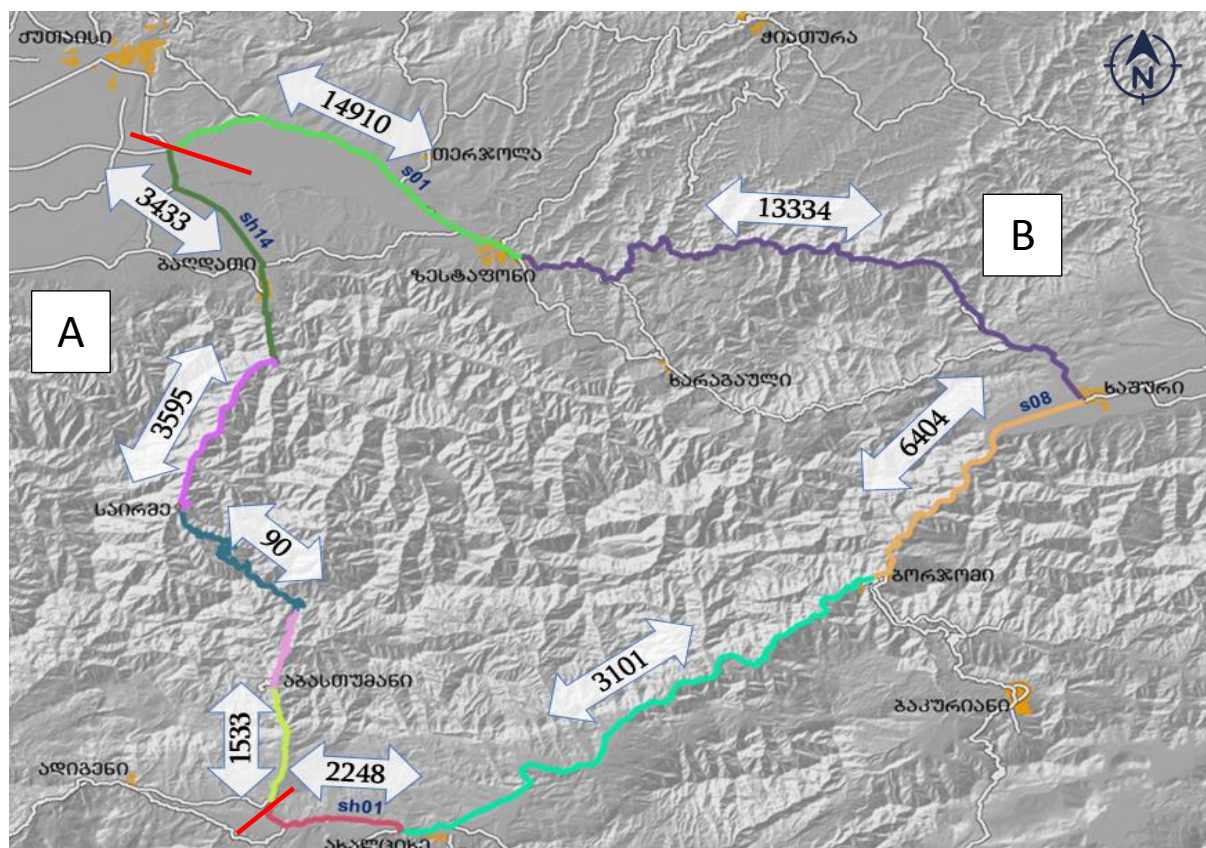 ქუთაისი
ჭიათურა
N
14910
თერჯოლა
s01
3433
sh14
13334
B
ბაღდათი
ზესტაფონი
A
ხარაგაული
ხაშური
s08
3595
6404
საირმე
90
ბორჯომი
3101
აბასთუმანი
ბაკურიანი
1533
ადიგენი
2248
sh01
ახალციხე